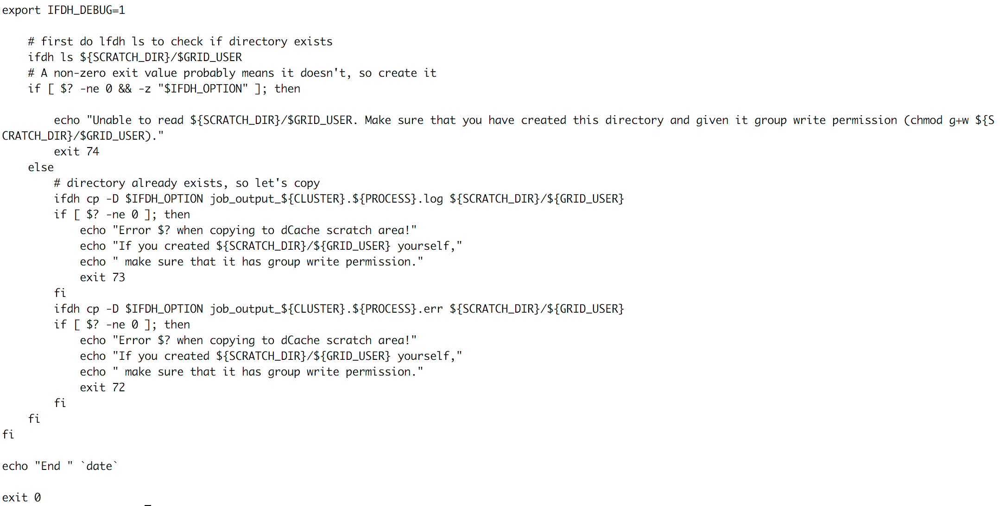 export IFDH_DEBUG=1
# first do lfdh ls to check if directory exists
ifdh ls ${SCRATCH_DIR}/$GRID_USER
# A non-zero exit value probably means it doesn't, so create it
if [ $? -ne 0 && -z "$IFDH_OPTION" ]; then
echo "Unable to read ${SCRATCH_DIR}/$GRID_USER. Make sure that you have created this directory and given it group write permission (chmod g+w ${S
CRATCH_DIR}/$GRID_USER)."
exit 74
else
# directory already exists, so let's copy
ifdh cp -D $IFDH_OPTION job_output_${CLUSTER}.${PROCESS}.log ${SCRATCH_DIR}/${GRID_USER}
if [ $? -ne 0 ]; then
echo "Error $? when copying to dCache scratch area!"
echo "If you created ${SCRATCH_DIR}/${GRID_USER} yourself,"
echo " make sure that it has group write permission."
exit 73
fi
ifdh cp -D $IFDH_OPTION job_output_${CLUSTER}.${PROCESS}.err ${SCRATCH_DIR}/${GRID_USER}
if [ $? -ne 0 ]; then
echo "Error $? when copying to dCache scratch area!"
echo "If you created ${SCRATCH_DIR}/${GRID_USER} yourself,"
echo " make sure that it has group write permission."
exit 72
fi
fi
fi
echo "End " `date`
exit 0